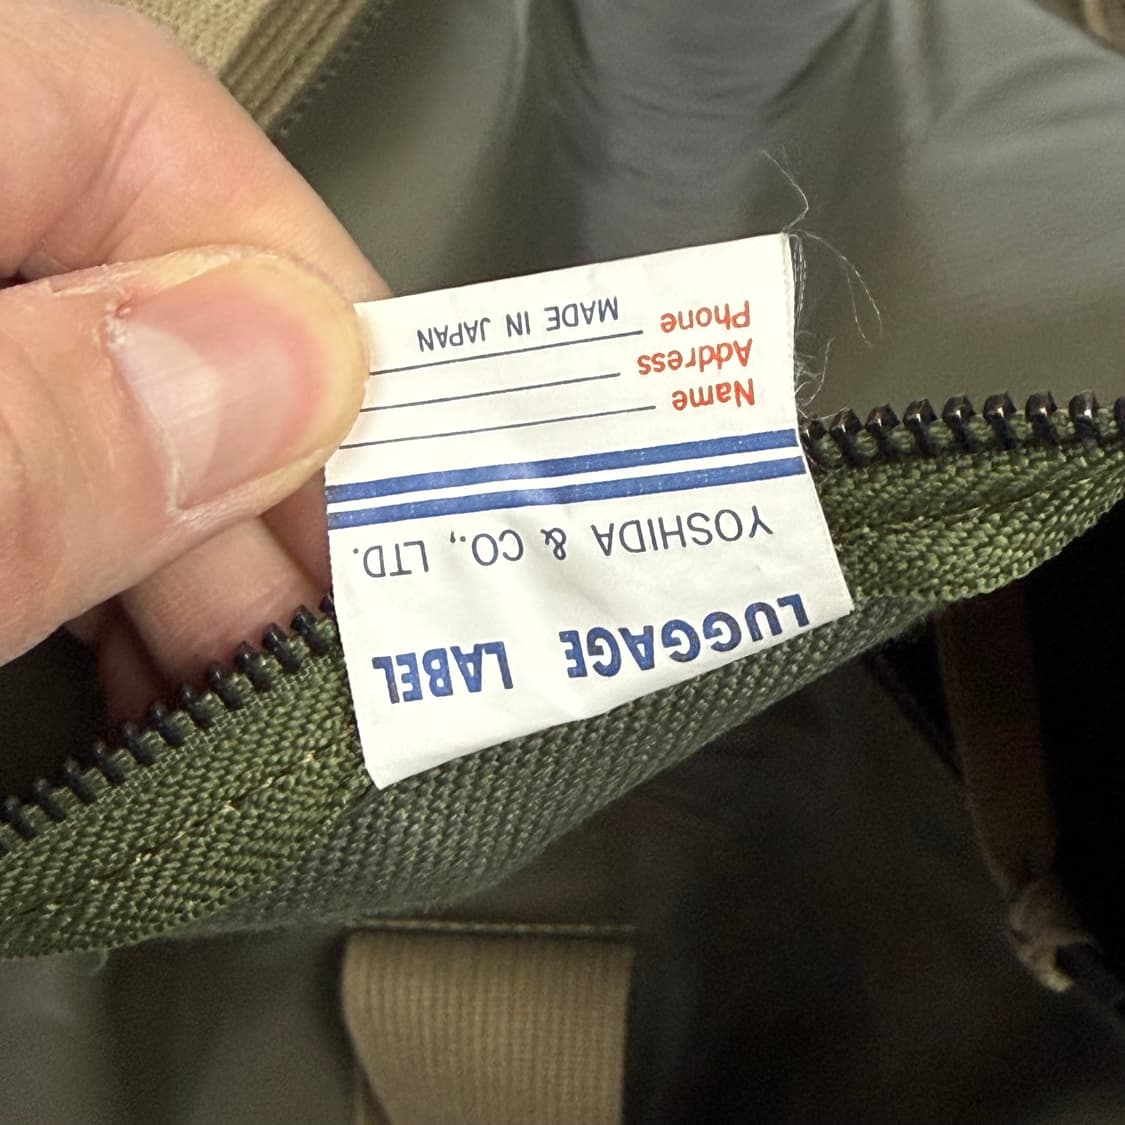 LUGGAGE LABEL
YOSHIDA & CO., LTD.
Name
Address
Phone
MADE IN JAPAN